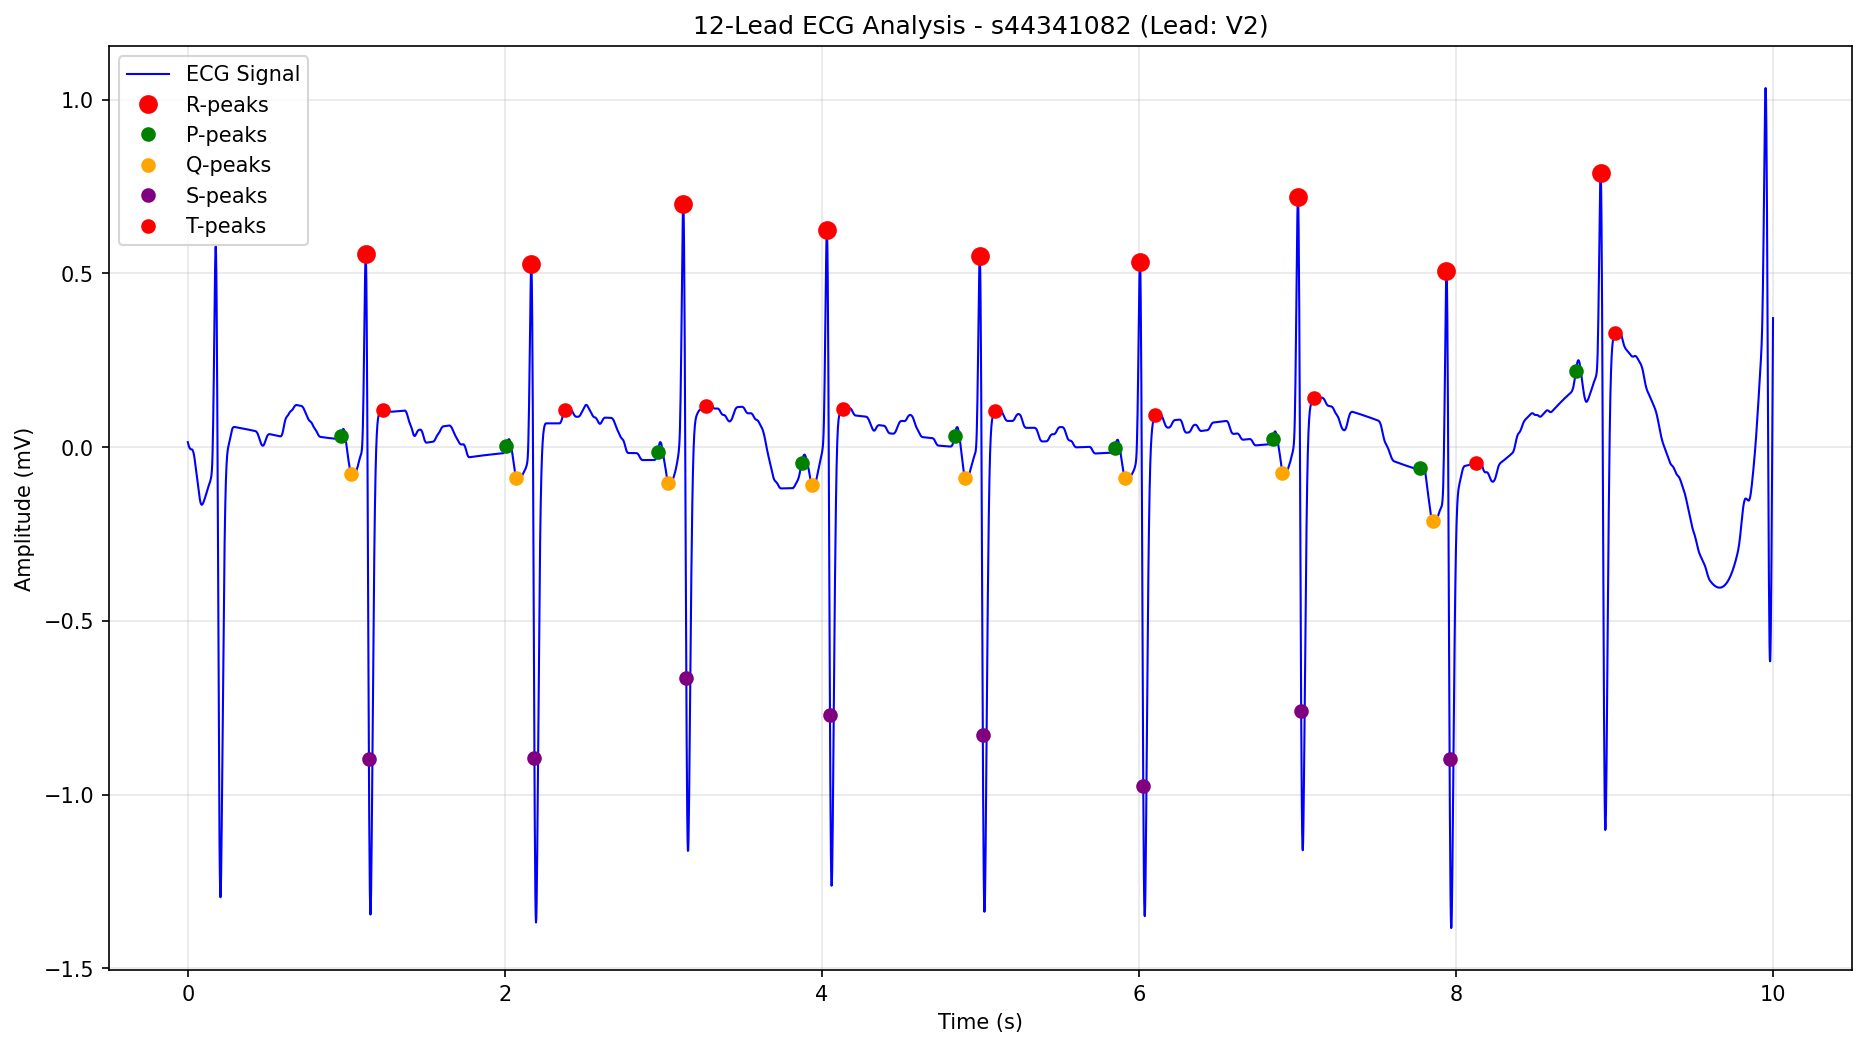 12-Lead ECG Analysis - s44341082 (Lead: V2)
ECG Signal
R-peaks
P-peaks
Q-peaks
S-peaks
T-peaks
1.0
0.5
0.0
−0.5
−1.0
−1.5
Amplitude (mV)
0 2 4 6 8 10
Time (s)